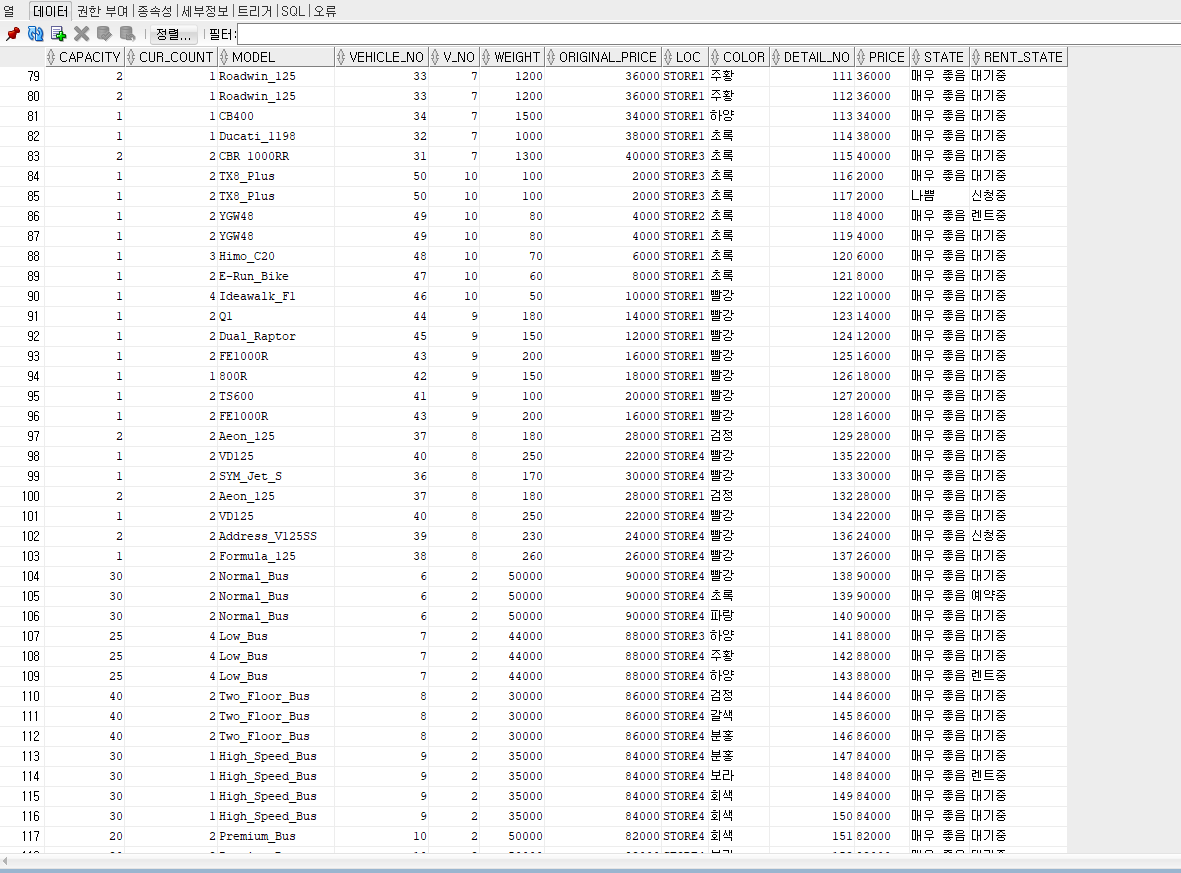 열 데이터 권한 부여 종속성 세부정보 트리거 SQL 오류
정렬... 필터:
CAPACITY CUR_COUNT MODEL VEHICLE_NO V_NO WEIGHT ORIGINAL_PRICE LOC COLOR DETAIL_NO PRICE STATE RENT_STATE
79 2 1 Roadwin_125 33 7 1200 36000 STORE1 주황 111 36000 매우 좋음 대기중
80 2 1 Roadwin_125 33 7 1200 36000 STORE1 주황 112 36000 매우 좋음 대기중
81 1 1 CB400 34 7 1500 34000 STORE1 하양 113 34000 매우 좋음 대기중
82 1 1 Ducati_1198 32 7 1000 38000 STORE1 초록 114 38000 매우 좋음 대기중
83 2 2 CBR 1000RR 31 7 1300 40000 STORE3 초록 115 40000 매우 좋음 대기중
84 1 2 TX8_Plus 50 10 100 2000 STORE3 초록 116 2000 매우 좋음 대기중
85 1 2 TX8_Plus 50 10 100 2000 STORE3 초록 117 2000 나쁨 신청중
86 1 2 YGW48 49 10 80 4000 STORE2 초록 118 4000 매우 좋음 렌트중
87 1 2 YGW48 49 10 80 4000 STORE1 초록 119 4000 매우 좋음 대기중
88 1 3 Himo_C20 48 10 70 6000 STORE1 초록 120 6000 매우 좋음 대기중
89 1 2 E-Run_Bike 47 10 60 8000 STORE1 초록 121 8000 매우 좋음 대기중
90 1 4 Ideawalk_F1 46 10 50 10000 STORE1 빨강 122 10000 매우 좋음 대기중
91 1 2 Q1 44 9 180 14000 STORE1 빨강 123 14000 매우 좋음 대기중
92 1 2 Dual_Raptor 45 9 150 12000 STORE1 빨강 124 12000 매우 좋음 대기중
93 1 2 FE1000R 43 9 200 16000 STORE1 빨강 125 16000 매우 좋음 대기중
94 1 1 800R 42 9 150 18000 STORE1 빨강 126 18000 매우 좋음 대기중
95 1 2 TS600 41 9 100 20000 STORE1 빨강 127 20000 매우 좋음 대기중
96 1 2 FE1000R 43 9 200 16000 STORE1 빨강 128 16000 매우 좋음 대기중
97 2 2 Aeon_125 37 8 180 28000 STORE1 검정 129 28000 매우 좋음 대기중
98 1 2 VD125 40 8 250 22000 STORE4 빨강 135 22000 매우 좋음 대기중
99 1 2 SYM_Jet_S 36 8 170 30000 STORE4 빨강 133 30000 매우 좋음 대기중
100 2 2 Aeon_125 37 8 180 28000 STORE1 검정 132 28000 매우 좋음 대기중
101 1 2 VD125 40 8 250 22000 STORE4 빨강 134 22000 매우 좋음 대기중
102 2 2 Address_V125SS 39 8 230 24000 STORE4 빨강 136 24000 매우 좋음 신청중
103 1 2 Formula_125 38 8 260 26000 STORE4 빨강 137 26000 매우 좋음 대기중
104 30 2 Normal_Bus 6 2 50000 90000 STORE4 빨강 138 90000 매우 좋음 대기중
105 30 2 Normal_Bus 6 2 50000 90000 STORE4 초록 139 90000 매우 좋음 예약중
106 30 2 Normal_Bus 6 2 50000 90000 STORE4 파랑 140 90000 매우 좋음 대기중
107 25 4 Low_Bus 7 2 44000 88000 STORE3 하양 141 88000 매우 좋음 대기중
108 25 4 Low_Bus 7 2 44000 88000 STORE4 주황 142 88000 매우 좋음 대기중
109 25 4 Low_Bus 7 2 44000 88000 STORE4 하양 143 88000 매우 좋음 렌트중
110 40 2 Two_Floor_Bus 8 2 30000 86000 STORE4 검정 144 86000 매우 좋음 대기중
111 40 2 Two_Floor_Bus 8 2 30000 86000 STORE4 갈색 145 86000 매우 좋음 대기중
112 40 2 Two_Floor_Bus 8 2 30000 86000 STORE4 분홍 146 86000 매우 좋음 대기중
113 30 1 High_Speed_Bus 9 2 35000 84000 STORE4 분홍 147 84000 매우 좋음 대기중
114 30 1 High_Speed_Bus 9 2 35000 84000 STORE4 보라 148 84000 매우 좋음 렌트중
115 30 1 High_Speed_Bus 9 2 35000 84000 STORE4 회색 149 84000 매우 좋음 대기중
116 30 1 High_Speed_Bus 9 2 35000 84000 STORE4 회색 150 84000 매우 좋음 대기중
117 20 2 Premium_Bus 10 2 50000 82000 STORE4 회색 151 82000 매우 좋음 대기중